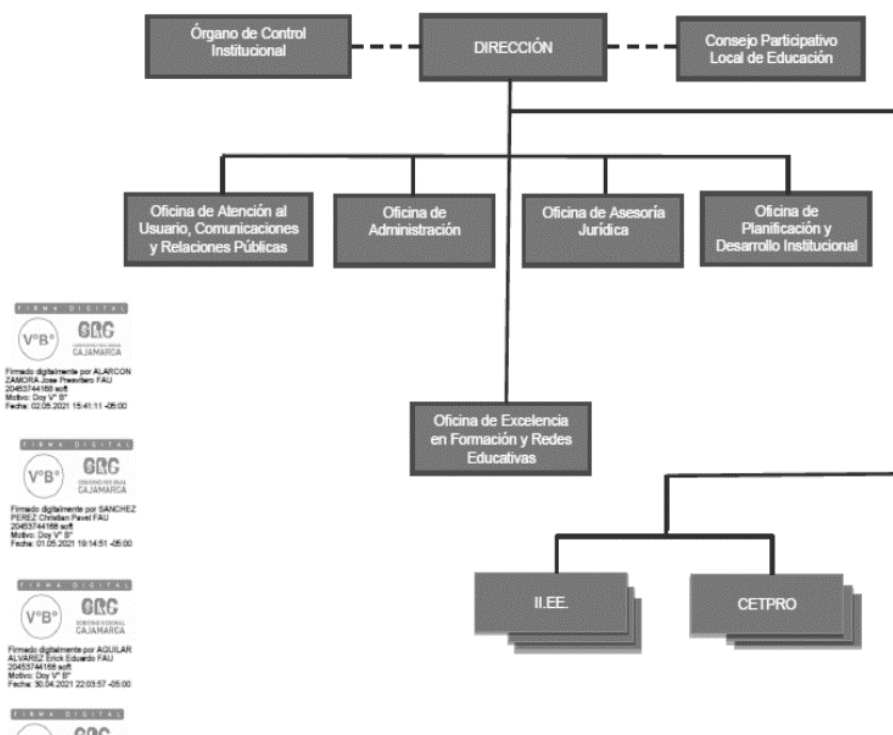 Órgano de Control
Institucional
DIRECCIÓN
Consejo Participativo
Local de Educación
Oficina de Atención al
Usuario, Comunicaciones
y Relaciones Públicas
Oficina de
Administración
Oficina de Asesoría
Jurídica
Oficina de
Planificación y
Desarrollo Institucional
FIRMA DIGITAL
V°B°
GRC
GOBIERNO REGIONAL
CAJAMARCA
Firmado digitalmente por ALARCON
ZAMORA Jose Presvitero FAU
20453744168 soft
Motivo: Doy V° B°
Fecha: 02.05.2021 15:41:11 -05:00
Oficina de Excelencia
en Formación y Redes
Educativas
FIRMA DIGITAL
V°B°
GRC
GOBIERNO REGIONAL
CAJAMARCA
Firmado digitalmente por SANCHEZ
PEREZ Christian Pavel FAU
20453744168 soft
Motivo: Doy V° B°
Fecha: 01.05.2021 19:14:51 -05:00
II.EE.
CETPRO
FIRMA DIGITAL
V°B°
GRC
GOBIERNO REGIONAL
CAJAMARCA
Firmado digitalmente por AGUILAR
ALVAREZ Erick Eduardo FAU
20453744168 soft
Motivo: Doy V° B°
Fecha: 30.04.2021 22:03:57 -05:00
FIRMA DIGITAL
GRC